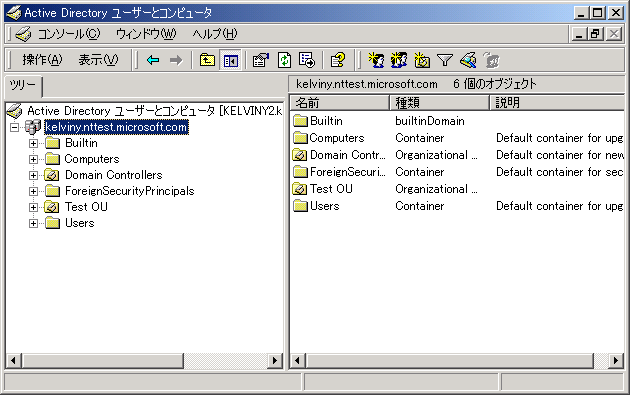 Active Directory ユーザーとコンピュータ
コンソール(C) ウィンドウ(W) ヘルプ(H)
操作(A) 表示(V)
ツリー
kelviny.nttest.microsoft.com 6 個のオブジェクト
Active Directory ユーザーとコンピュータ [KELVINY2.k
kelviny.nttest.microsoft.com
Builtin
Computers
Domain Controllers
ForeignSecurityPrincipals
Test OU
Users
名前 種類 説明
Builtin builtinDomain
Computers Container Default container for upg
Domain Contr... Organizational ... Default container for new
ForeignSecuri... Container Default container for sec
Test OU Organizational ...
Users Container Default container for upg